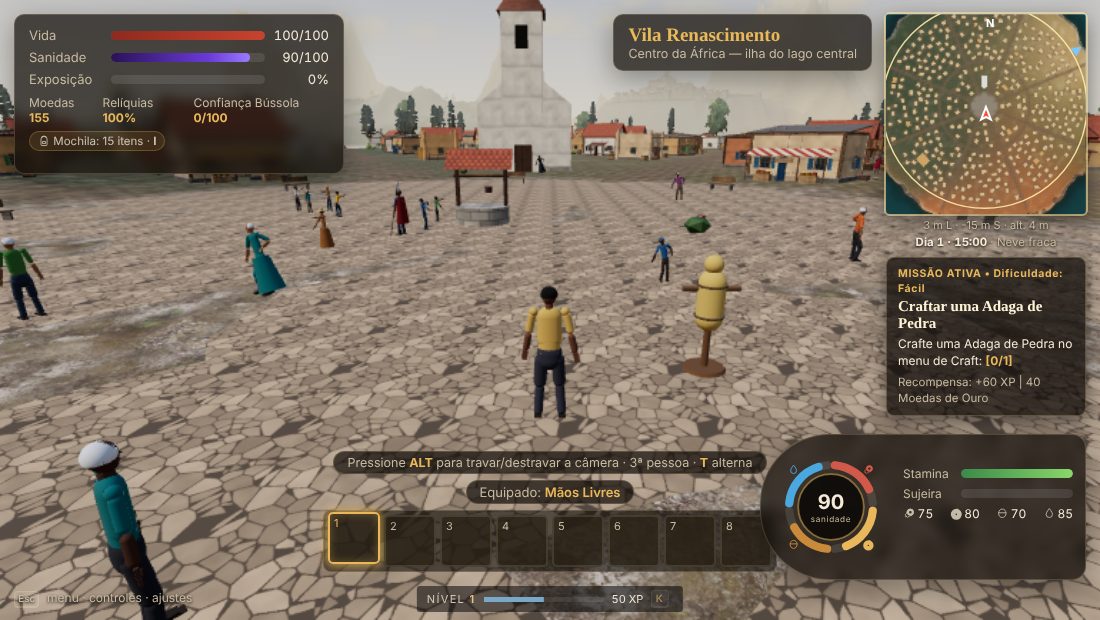 Vida 100/100
Sanidade 90/100
Exposição 0%
Moedas Relíquias Confiança Bússola
155 100% 0/100
Mochila: 15 itens · I
Vila Renascimento
Centro da África — ilha do lago central
N
3 m L · -15 m S · alt. 4 m
Dia 1 · 15:00 Neve fraca
MISSÃO ATIVA • Dificuldade:
Fácil
Craftar uma Adaga de
Pedra
Crafte uma Adaga de Pedra no
menu de Craft: [0/1]
Recompensa: +60 XP | 40
Moedas de Ouro
Pressione ALT para travar/destravar a câmera · 3ª pessoa · T alterna
Equipado: Mãos Livres
1 2 3 4 5 6 7 8
90
sanidade
Stamina
Sujeira
75 80 70 85
Esc menu · controles · ajustes
NÍVEL 1 50 XP K